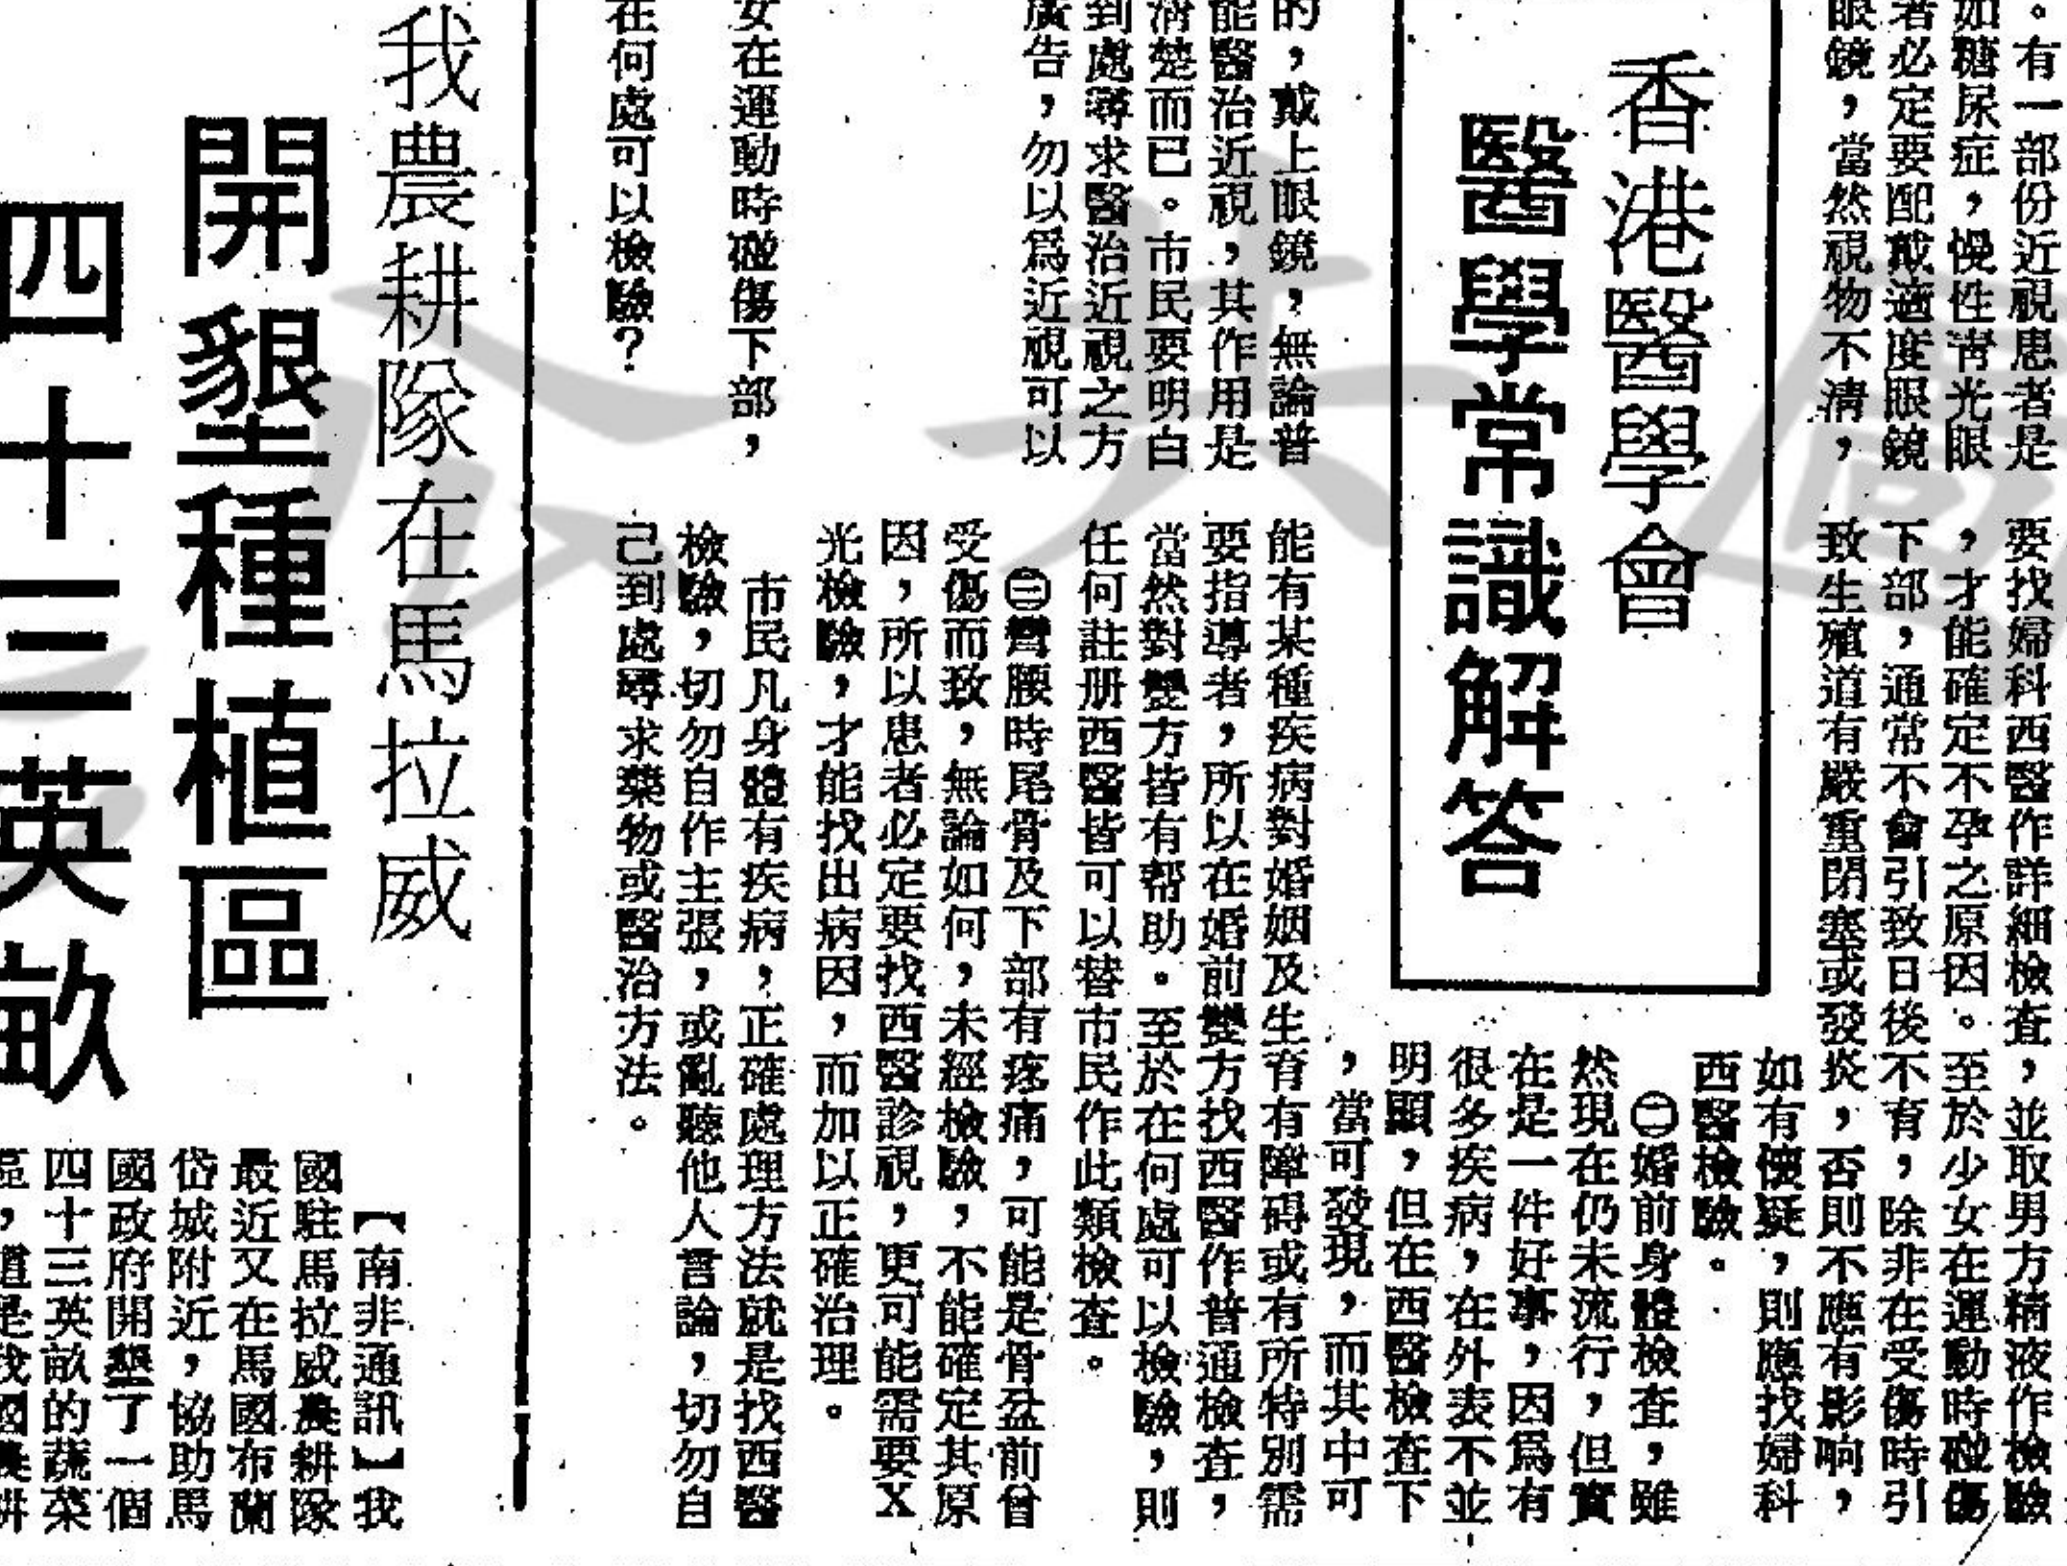 。有一部份近視患者是
如糖尿症，慢性靑光眼
者必定要配戴適度眼鏡
眼鏡，當然視物不淸，
香港醫學會
醫學常識解答
的，戴上眼鏡，無論普
能醫治近視，其作用是
淸楚而已。市民要明白
到處尋求醫治近視之方
廣告，勿以爲近視可以
女在運動時碰傷下部，
在何處可以檢驗？
要找婦科西醫作詳細檢查，並取男方精液作檢驗
，才能確定不孕之原因。至於少女在運動時碰傷
下部，通常不會引致日後不育，除非在受傷時引
致生殖道有嚴重閉塞或發炎，否則不應有影响，
如有懷疑，則應找婦科
西醫檢驗。
㊁婚前身體檢查，雖
然現在仍未流行，但實
在是一件好事，因爲有
很多疾病，在外表不並
明顯，但在西醫檢查下
，當可發現，而其中可
能有某種疾病對婚姻及生育有障碍或有所特別需
要指導者，所以在婚前雙方找西醫作普通檢查，
當然對雙方皆有帮助。至於在何處可以檢驗，則
任何註册西醫皆可以替市民作此類檢查。
㊂彎腰時尾骨及下部有疼痛，可能是骨盆前曾
受傷而致，無論如何，未經檢驗，不能確定其原
因，所以患者必定要找西醫診視，更可能需要X
光檢驗，才能找出病因，而加以正確治理。
市民凡身體有疾病，正確處理方法就是找西醫
檢驗，切勿自作主張，或亂聽他人言論，切勿自
己到處尋求藥物或醫治方法。
我農耕隊在馬拉威
開墾種植區
四十三英畝
【南非通訊】我
國駐馬拉威農耕隊
最近又在馬國布蘭
岱城附近，協助馬
國政府開墾了一個
四十三英畝的蔬菜
區，這是我國農耕